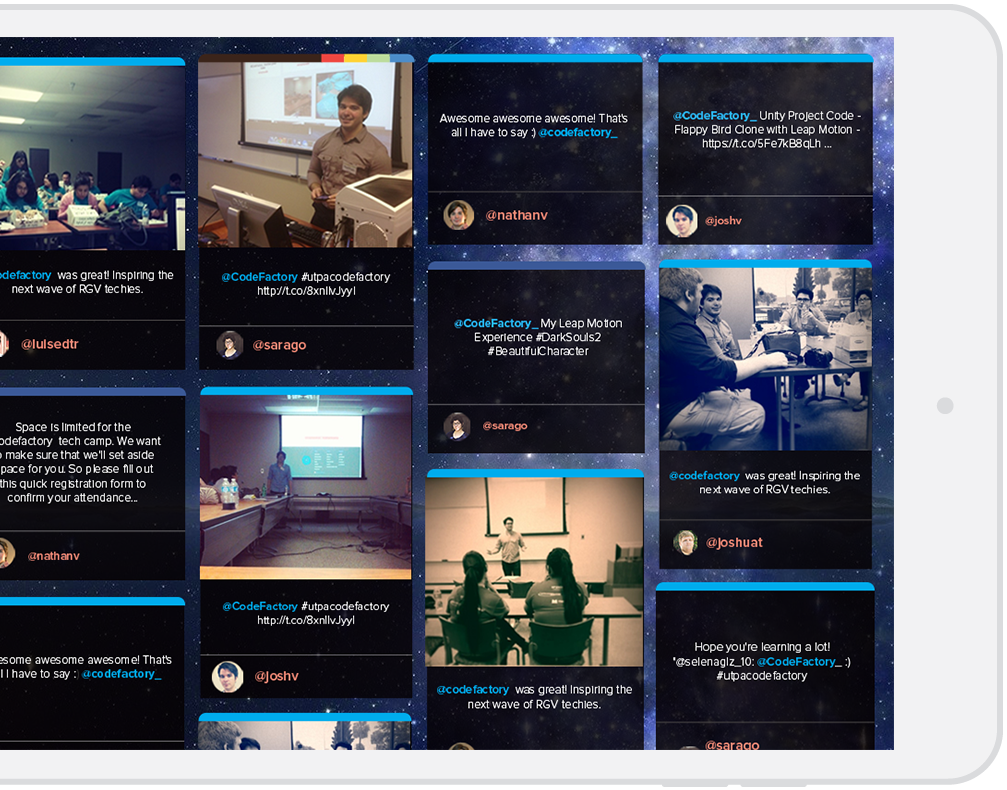 odefactory was great! Inspiring the
next wave of RGV techies.
@luisedtr
Space is limited for the
odefactory tech camp. We want
make sure that we'll set aside
pace for you. So please fill out
this quick registration form to
confirm your attendance...
@nathanv
esome awesome awesome! That's
l I have to say : @codefactory_
@CodeFactory #utpacodefactory
http://t.co/8xnIlvJyyl
@sarago
@CodeFactory #utpacodefactory
http://t.co/8xnIlvJyyl
@joshv
Awesome awesome awesome! That's
all I have to say :) @codefactory_
@nathanv
@CodeFactory_ My Leap Motion
Experience #DarkSouls2
#BeautifulCharacter
@sarago
@codefactory was great! Inspiring the
next wave of RGV techies.
@CodeFactory_ Unity Project Code -
Flappy Bird Clone with Leap Motion -
https://t.co/5Fe7kB8qLh ...
@joshv
@codefactory was great! Inspiring the
next wave of RGV techies.
@joshuat
Hope you're learning a lot!
"@selenaglz_10: @CodeFactory_ :)
#utpacodefactory
@sarago